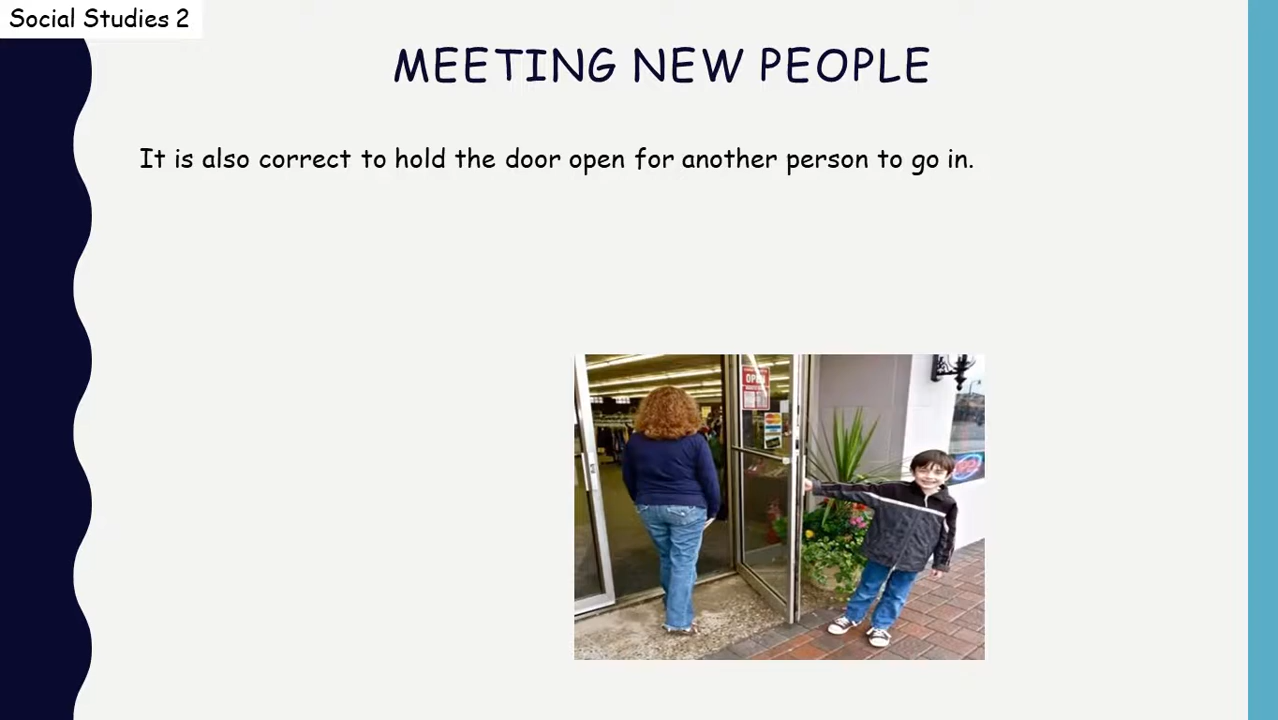 Social Studies 2
MEETING NEW PEOPLE
It is also correct to hold the door open for another person to go in.
OPEN